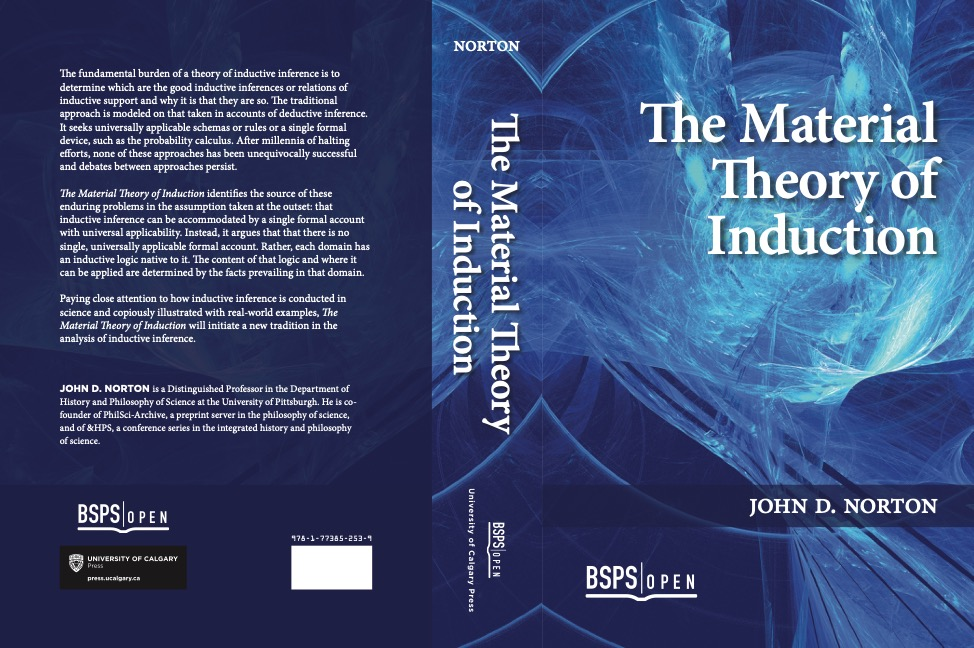 The fundamental burden of a theory of inductive inference is to
determine which are the good inductive inferences or relations of
inductive support and why it is that they are so. The traditional
approach is modeled on that taken in accounts of deductive inference.
It seeks universally applicable schemas or rules or a single formal
device, such as the probability calculus. After millennia of halting
efforts, none of these approaches has been unequivocally successful
and debates between approaches persist.
The Material Theory of Induction identifies the source of these
enduring problems in the assumption taken at the outset: that
inductive inference can be accommodated by a single formal account
with universal applicability. Instead, it argues that that there is no
single, universally applicable formal account. Rather, each domain has
an inductive logic native to it. The content of that logic and where it
can be applied are determined by the facts prevailing in that domain.
Paying close attention to how inductive inference is conducted in
science and copiously illustrated with real-world examples, The
Material Theory of Induction will initiate a new tradition in the
analysis of inductive inference.
JOHN D. NORTON is a Distinguished Professor in the Department of
History and Philosophy of Science at the University of Pittsburgh. He is co-
founder of PhilSci-Archive, a preprint server in the philosophy of science,
and of &HPS, a conference series in the integrated history and philosophy
of science.
BSPS OPEN
UNIVERSITY OF CALGARY
Press
press.ucalgary.ca
978-1-77385-253-9
NORTON
The Material Theory
of Induction
BSPS OPEN
University of Calgary Press
The Material
Theory of
Induction
JOHN D. NORTON
BSPS OPEN